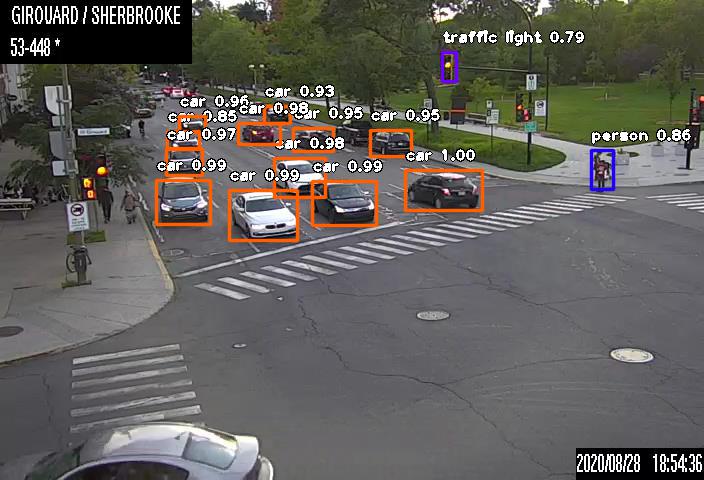 GIROUARD / SHERBROOKE
53-448 *
traffic light 0.79
car 0.93
car 0.96
car 0.98
car 0.95
car 0.95
car 0.85
car 0.97
car 0.98
person 0.86
car 1.00
car 0.99
car 0.99
car 0.99
2020/08/28 18:54:36